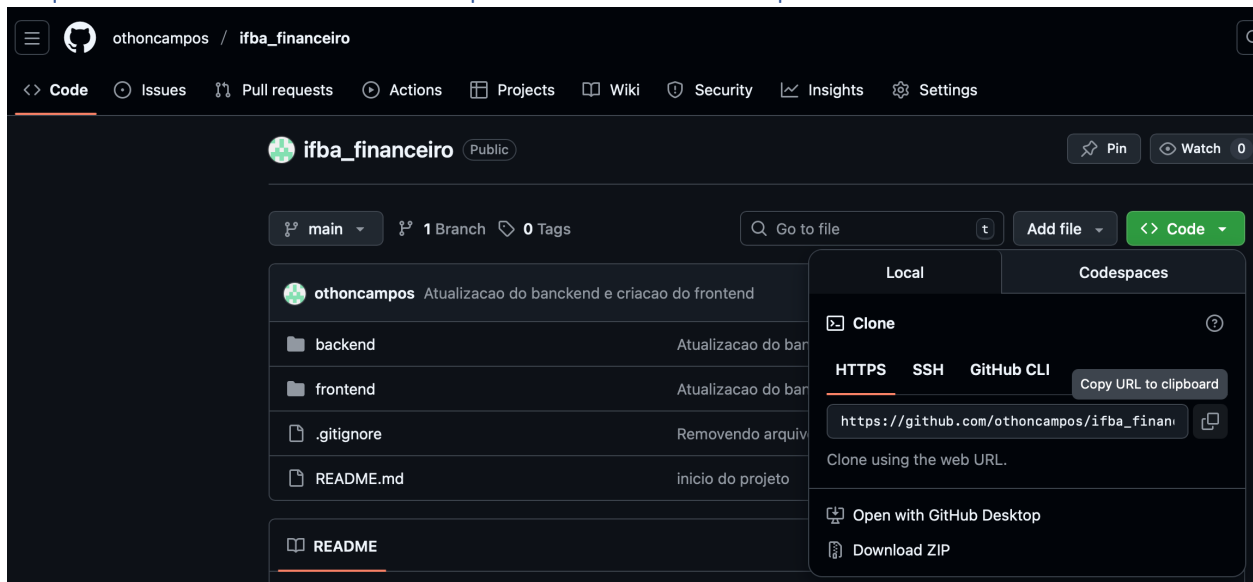 othoncampos / ifba_financeiro
Code Issues Pull requests Actions Projects Wiki Security Insights Settings
ifba_financeiro Public Pin Watch 0
main 1 Branch 0 Tags Go to file t Add file Code
Local Codespaces
othoncampos Atualizacao do banckend e criacao do frontend
Clone
backend Atualizacao do ban
HTTPS SSH GitHub CLI
Copy URL to clipboard
frontend Atualizacao do ban
https://github.com/othoncampos/ifba_finan
.gitignore Removendo arquiv
Clone using the web URL.
README.md inicio do projeto
Open with GitHub Desktop
README
Download ZIP